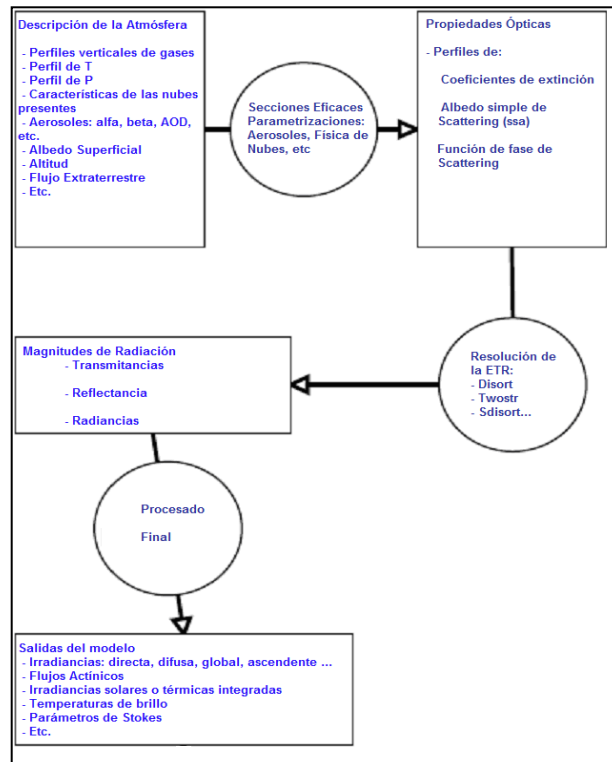 Descripción de la Atmósfera
- Perfiles verticales de gases
- Perfil de T
- Perfil de P
- Características de las nubes
presentes
- Aerosoles: alfa, beta, AOD,
etc.
- Albedo Superficial
- Altitud
- Flujo Extraterrestre
- Etc.
Secciones Eficaces
Parametrizaciones:
Aerosoles, Física de
Nubes, etc
Propiedades Ópticas
- Perfiles de:
Coeficientes de extinción
Albedo simple de
Scattering (ssa)
Función de fase de
Scattering
Resolución de
la ETR:
- Disort
- Twostr
- Sdisort...
Magnitudes de Radiación
- Transmitancias
- Reflectancia
- Radiancias
Procesado
Final
Salidas del modelo
- Irradiancias: directa, difusa, global, ascendente ...
- Flujos Actínicos
- Irradiancias solares o térmicas integradas
- Temperaturas de brillo
- Parámetros de Stokes
- Etc.